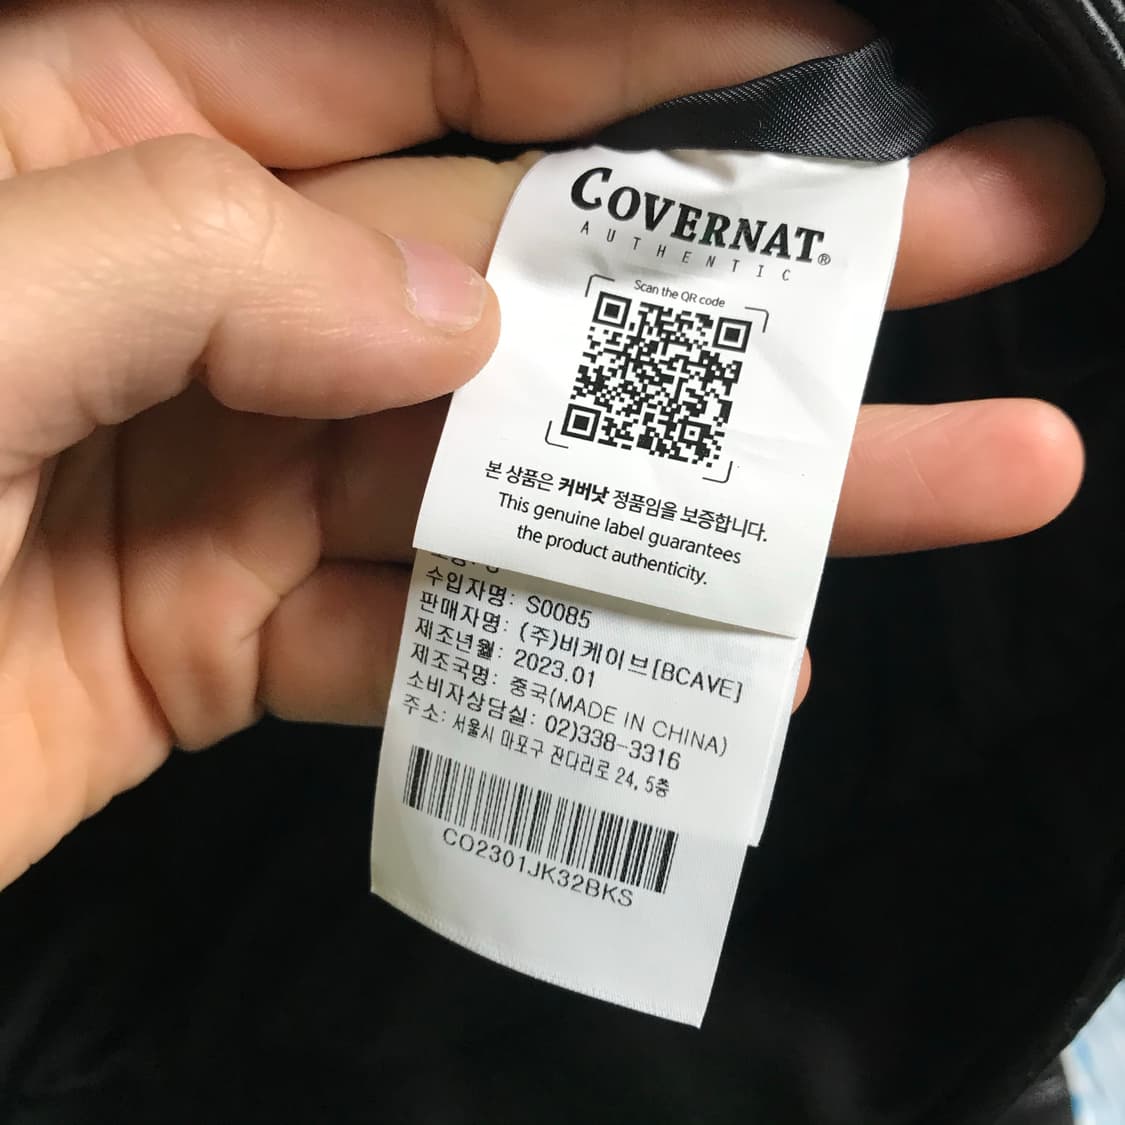 COVERNAT®
AUTHENTIC
Scan the QR code
본 상품은 커버낫 정품임을 보증합니다.
This genuine label guarantees
the product authenticity.
수입자명: S0085
판매자명: (주)비케이브[BCAVE]
제조년월: 2023.01
제조국명: 중국(MADE IN CHINA)
소비자상담실: 02)338-3316
주소: 서울시 마포구 잔다리로 24, 5층
CO2301JK32BKS